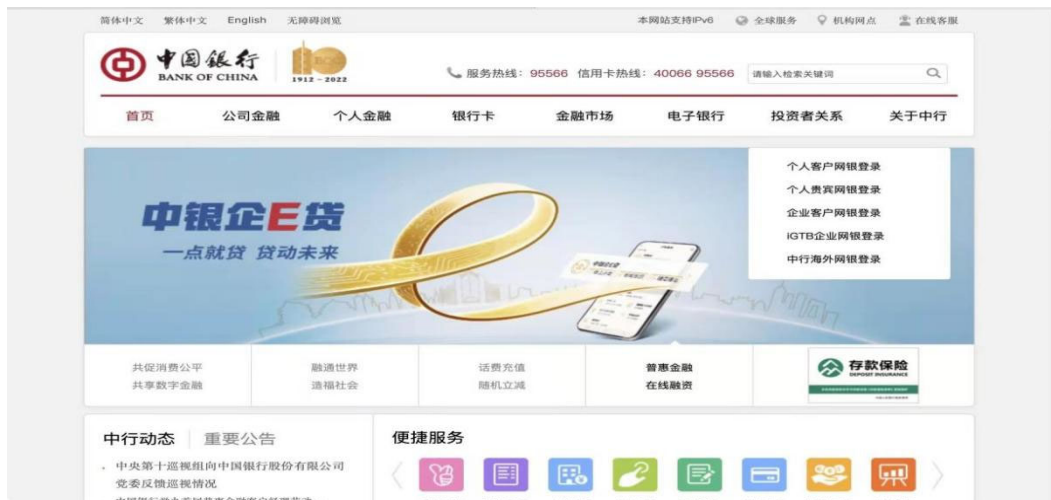 简体中文 繁体中文 English 无障碍浏览 本网站支持IPv6 全球服务 机构网点 在线客服
中国银行
BANK OF CHINA
1912 - 2022
服务热线：95566 信用卡热线：40066 95566 请输入检索关键词
首页 公司金融 个人金融 银行卡 金融市场 电子银行 投资者关系 关于中行
个人客户网银登录
个人贵宾网银登录
企业客户网银登录
iGTB企业网银登录
中行海外网银登录
中银企E贷
一点就贷 贷动未来
共促消费公平 融通世界 话费充值 普惠金融
共享数字金融 造福社会 随机立减 在线融资
存款保险
DEPOSIT INSURANCE
中行动态 重要公告 便捷服务
中央第十巡视组向中国银行股份有限公司
党委反馈巡视情况